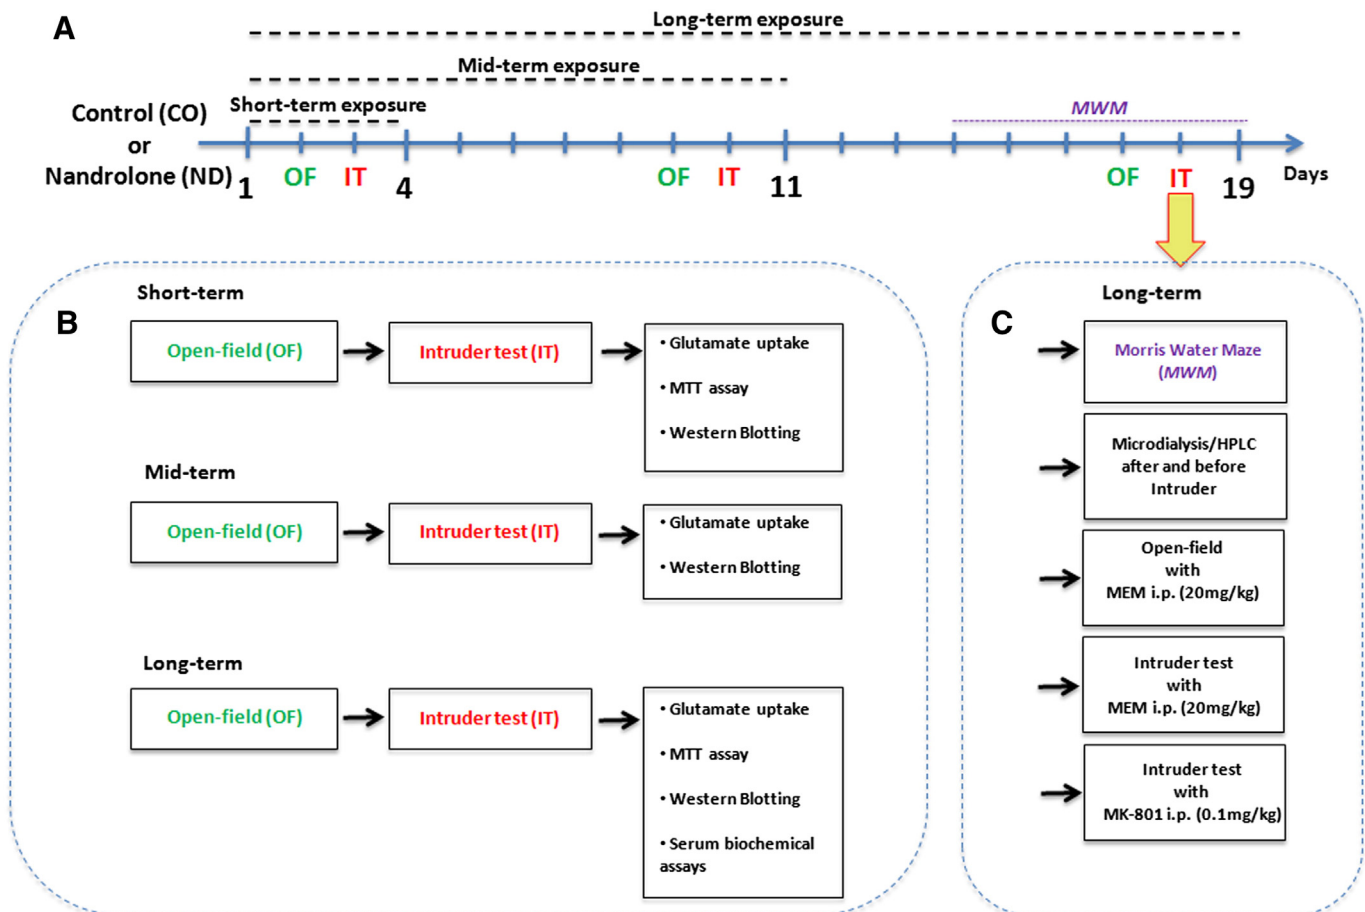 A
Long-term exposure
Mid-term exposure
Short-term exposure
Control (CO)
or
Nandrolone (ND)
MWM
1
OF
IT
4
OF
IT
11
OF
IT
19
Days
B
Short-term
Open-field (OF)
Intruder test (IT)
• Glutamate uptake
• MTT assay
• Western Blotting
Mid-term
Open-field (OF)
Intruder test (IT)
• Glutamate uptake
• Western Blotting
Long-term
Open-field (OF)
Intruder test (IT)
• Glutamate uptake
• MTT assay
• Western Blotting
• Serum biochemical
assays
C
Long-term
Morris Water Maze
(MWM)
Microdialysis/HPLC
after and before
Intruder
Open-field
with
MEM i.p. (20mg/kg)
Intruder test
with
MEM i.p. (20mg/kg)
Intruder test
with
MK-801 i.p. (0.1mg/kg)